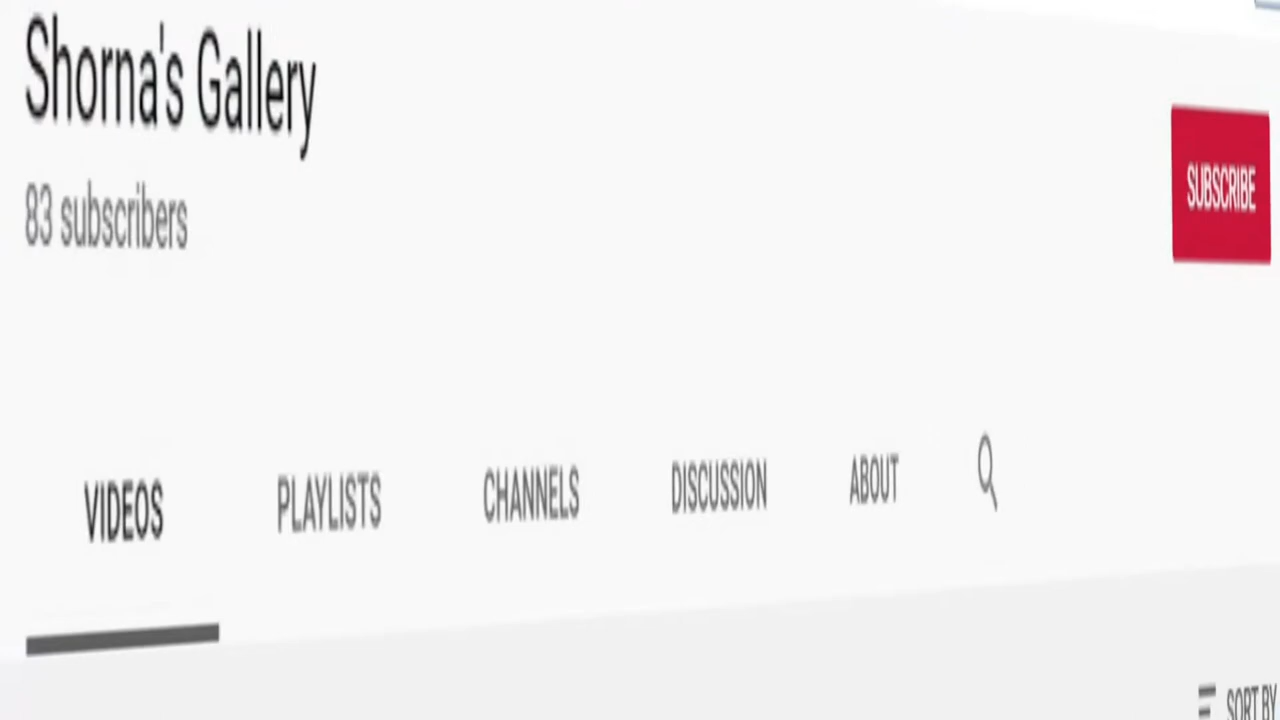 Shorna's Gallery
83 subscribers
SUBSCRIBE
VIDEOS PLAYLISTS CHANNELS DISCUSSION ABOUT
SORT BY